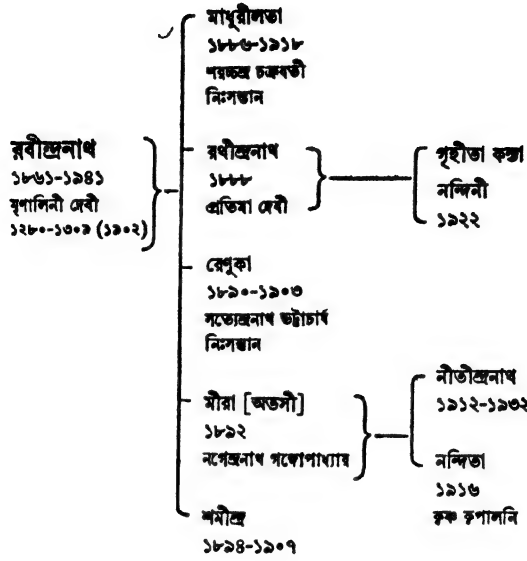 রবীন্দ্রনাথ
১৮৬১-১৯৪১
মৃণালিনী দেবী
১২৮০-১৩০৯ (১৯০২)
মাধুরীলতা
১৮৮৬-১৯১৮
শরচ্চন্দ্র চক্রবর্তী
নিঃসন্তান
রথীন্দ্রনাথ
১৮৮৮
প্রতিমা দেবী
গৃহীতা কন্যা
নন্দিনী
১৯২২
রেণুকা
১৮৯০-১৯০৩
সত্যেন্দ্রনাথ ভট্টাচার্য
নিঃসন্তান
মীরা [অতসী]
১৮৯২
নগেন্দ্রনাথ গঙ্গোপাধ্যায়
নীতীন্দ্রনাথ
১৯১২-১৯৩২
নন্দিতা
১৯১৬
কৃষ্ণ কৃপালনি
শমীন্দ্র
১৮৯৪-১৯০৭